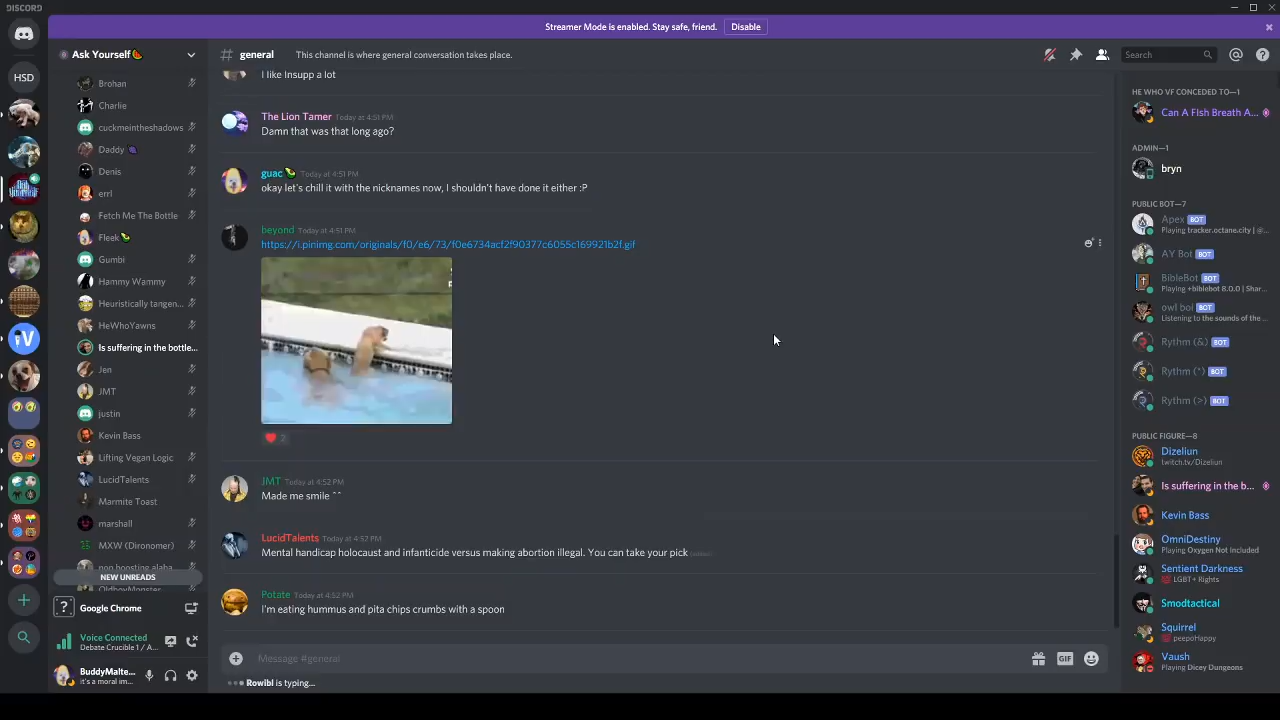 DISCORD
Streamer Mode is enabled. Stay safe, friend.
Disable
Ask Yourself
# general
This channel is where general conversation takes place.
Search
HSD
Brohan
Charlie
cuckmeintheshadows
Daddy
Denis
errl
Fetch Me The Bottle
Fleek
Gumbi
Hammy Wammy
Heuristically tangen...
HeWhoYawns
Is suffering in the bottle...
Jen
JMT
justin
Kevin Bass
Lifting Vegan Logic
LucidTalents
Marmite Toast
marshall
MXW (Dironomer)
NEW UNREADS
Google Chrome
Voice Connected
Debate Crucible 1 / A...
BuddyMalte...
it's a moral im...
I like Insupp a lot
The Lion Tamer Today at 4:51 PM
Damn that was that long ago?
guac Today at 4:51 PM
okay let's chill it with the nicknames now, I shouldn't have done it either :P
beyond Today at 4:51 PM
https://i.pinimg.com/originals/f0/e6/73/f0e6734acf2f90377c6055c169921b2f.gif
2
JMT Today at 4:52 PM
Made me smile ^^
LucidTalents Today at 4:52 PM
Mental handicap holocaust and infanticide versus making abortion illegal. You can take your pick
Potate Today at 4:52 PM
I'm eating hummus and pita chips crumbs with a spoon
Message #general
GIF
Rowibl is typing...
HE WHO VF CONCEDED TO—1
Can A FIsh Breath A...
ADMIN—1
bryn
PUBLIC BOT—7
Apex BOT
Playing tracker.octane.city | @...
AY Bot BOT
BibleBot BOT
Playing +biblebot 8.0.0 | Shar...
owl boi BOT
Listening to the sounds of the ...
Rythm (&) BOT
Rythm (^) BOT
Rythm (>) BOT
PUBLIC FIGURE—8
Dizeliun
twitch.tv/Dizeliun
Is suffering in the b...
Kevin Bass
OmniDestiny
Playing Oxygen Not Included
Sentient Darkness
LGBT+ Rights
Smodtactical
Squirrel
peepoHappy
Vaush
Playing Dicey Dungeons